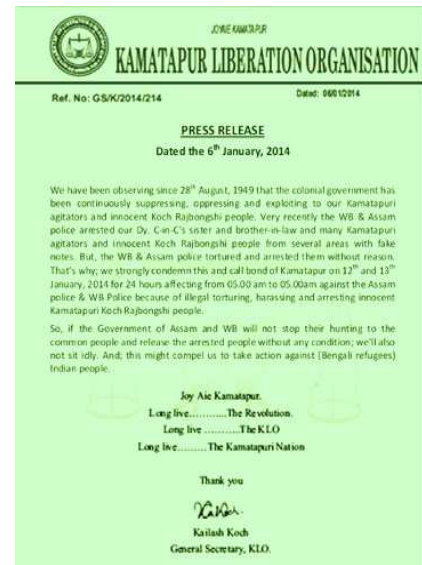 JOYAIE KAMATAPUR
KAMATAPUR LIBERATION ORGANISATION
Ref. No: GS/K/2014/214
Dated: 06/01/2014
PRESS RELEASE
Dated the 6th January, 2014
We have been observing since 28th August, 1949 that the colonial government has
been continuously suppressing, oppressing and exploiting to our Kamatapuri
agitators and innocent Koch Rajbongshi people. Very recently the WB & Assam
police arrested our Dy. C-in-C's sister and brother-in-law and many Kamatapuri
agitators and innocent Koch Rajbongshi people from several areas with fake
notes. But, the WB & Assam police tortured and arrested them without reason.
That's why; we strongly condemn this and call bond of Kamatapur on 12th and 13th
January, 2014 for 24 hours affecting from 05.00 am to 05.00am against the Assam
police & WB Police because of illegal torturing, harassing and arresting innocent
Kamatapuri Koch Rajbongshi people.
So, if the Government of Assam and WB will not stop their hunting to the
common people and release the arrested people without any condition; we'll also
not sit idly. And; this might compel us to take action against (Bengali refugees)
Indian people.
Joy Aie Kamatapur.
Long live............The Revolution.
Long live ...........The KLO
Long live.........The Kamatapuri Nation
Thank you
Kailash Koch
General Secretary, KLO.